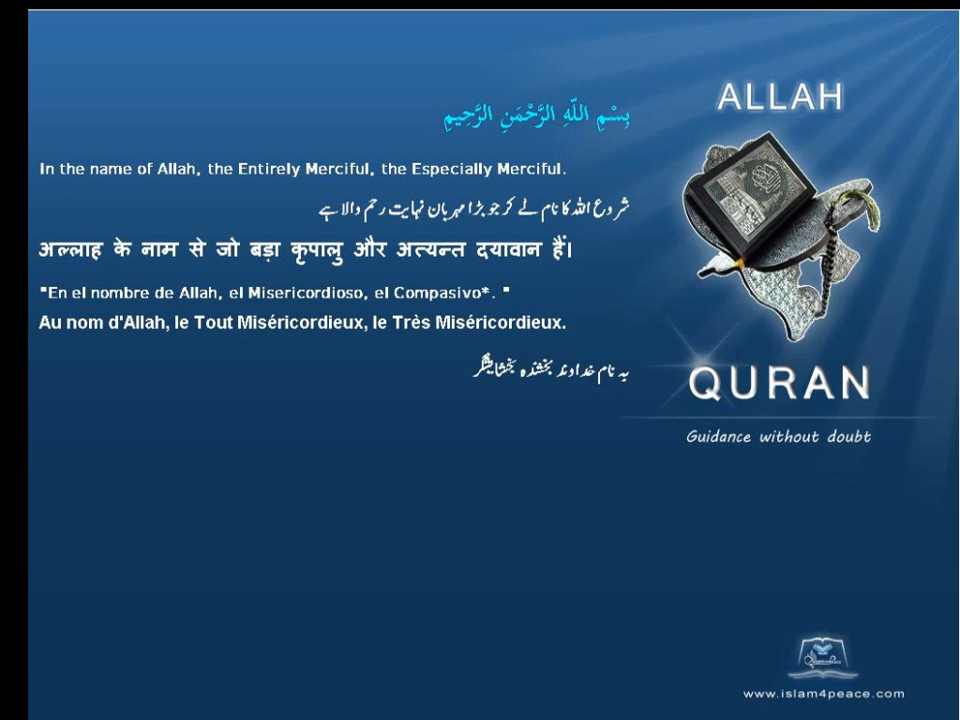 بِسْمِ اللّهِ الرَّحْمَنِ الرَّحِيمِ
In the name of Allah, the Entirely Merciful, the Especially Merciful.
شروع الله کا نام لے کر جو بڑا مہربان نہایت رحم والا ہے
अल्लाह के नाम से जो बड़ा कृपालु और अत्यन्त दयावान हैं।
"En el nombre de Allah, el Misericordioso, el Compasivo*. "
Au nom d'Allah, le Tout Miséricordieux, le Très Miséricordieux.
به نام خداوند بخشنده بخشایشگر
ALLAH
QURAN
Guidance without doubt
www.islam4peace.com